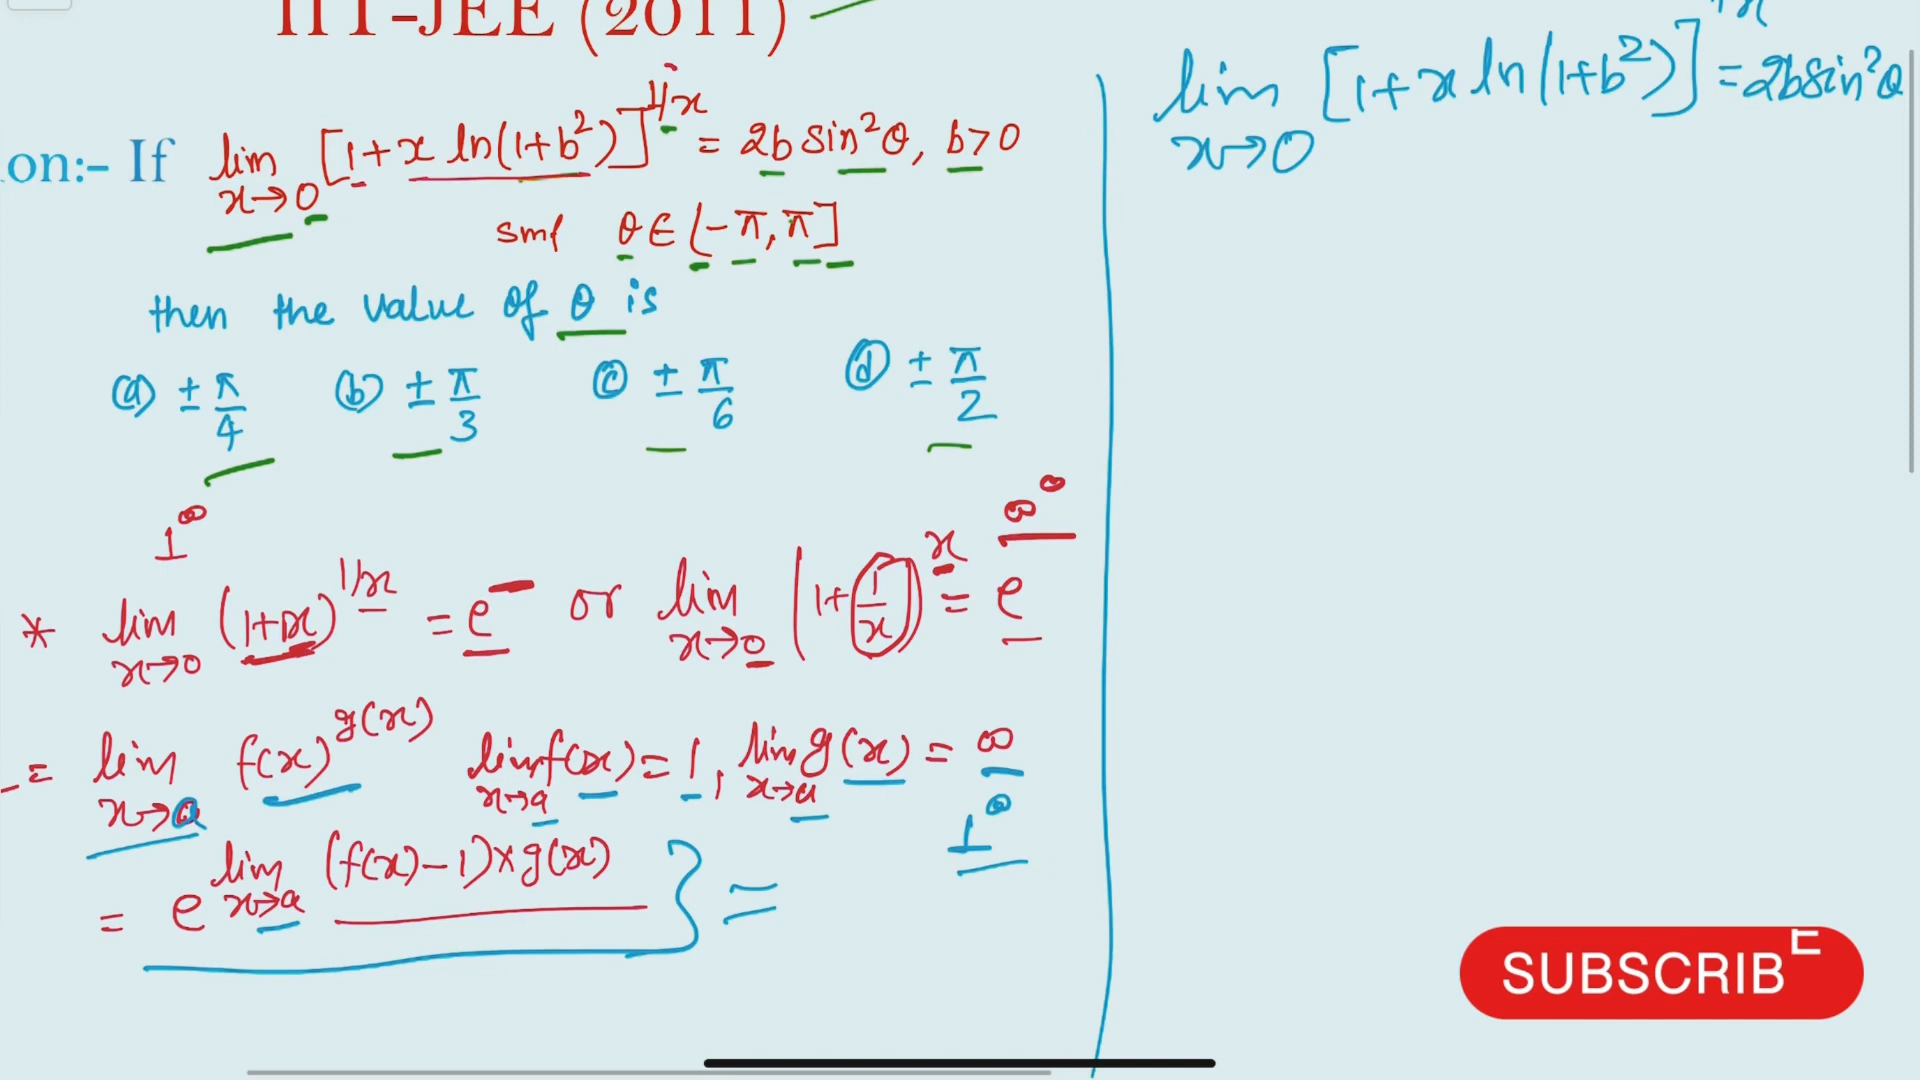 IIT-JEE (2011)
on:- If lim x→0 [1+x ln(1+b²)]^1/x = 2b sin²θ, b>0
θ∈(-π,π]
then the value of θ is
(a) ± π/4 (b) ± π/3 (c) ± π/6 (d) ± π/2
1^∞ ∞^∞
* lim x→0 (1+x)^1/x = e or lim x→0 (1+1/x)^x = e
= lim x→a f(x)^g(x) lim x→a f(x) = 1, lim x→a g(x) = ∞
1^∞
= e^lim x→a (f(x)-1)×g(x) } =
lim x→0 [1+x ln(1+b²)] = 2b sin²θ
SUBSCRIBE